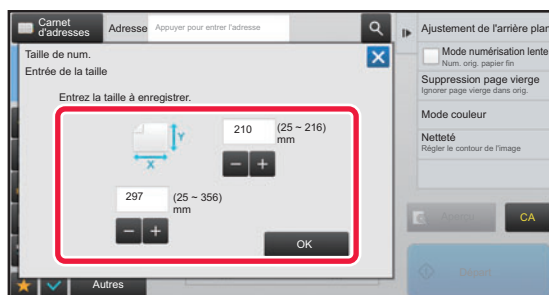 Carnet
d'adresses
Adresse
Appuyer pour entrer l'adresse
Taille de num.
Entrée de la taille
Entrez la taille à enregistrer.
Y
X
210
(25 ~ 216)
mm
297
(25 ~ 356)
mm
OK
Autres
Ajustement de l'arrière plan
Mode numérisation lente
Num. orig. papier fin
Suppression page vierge
Ignorer page vierge dans orig.
Mode couleur
Netteté
Régler le contour de l'image
CA
Départ